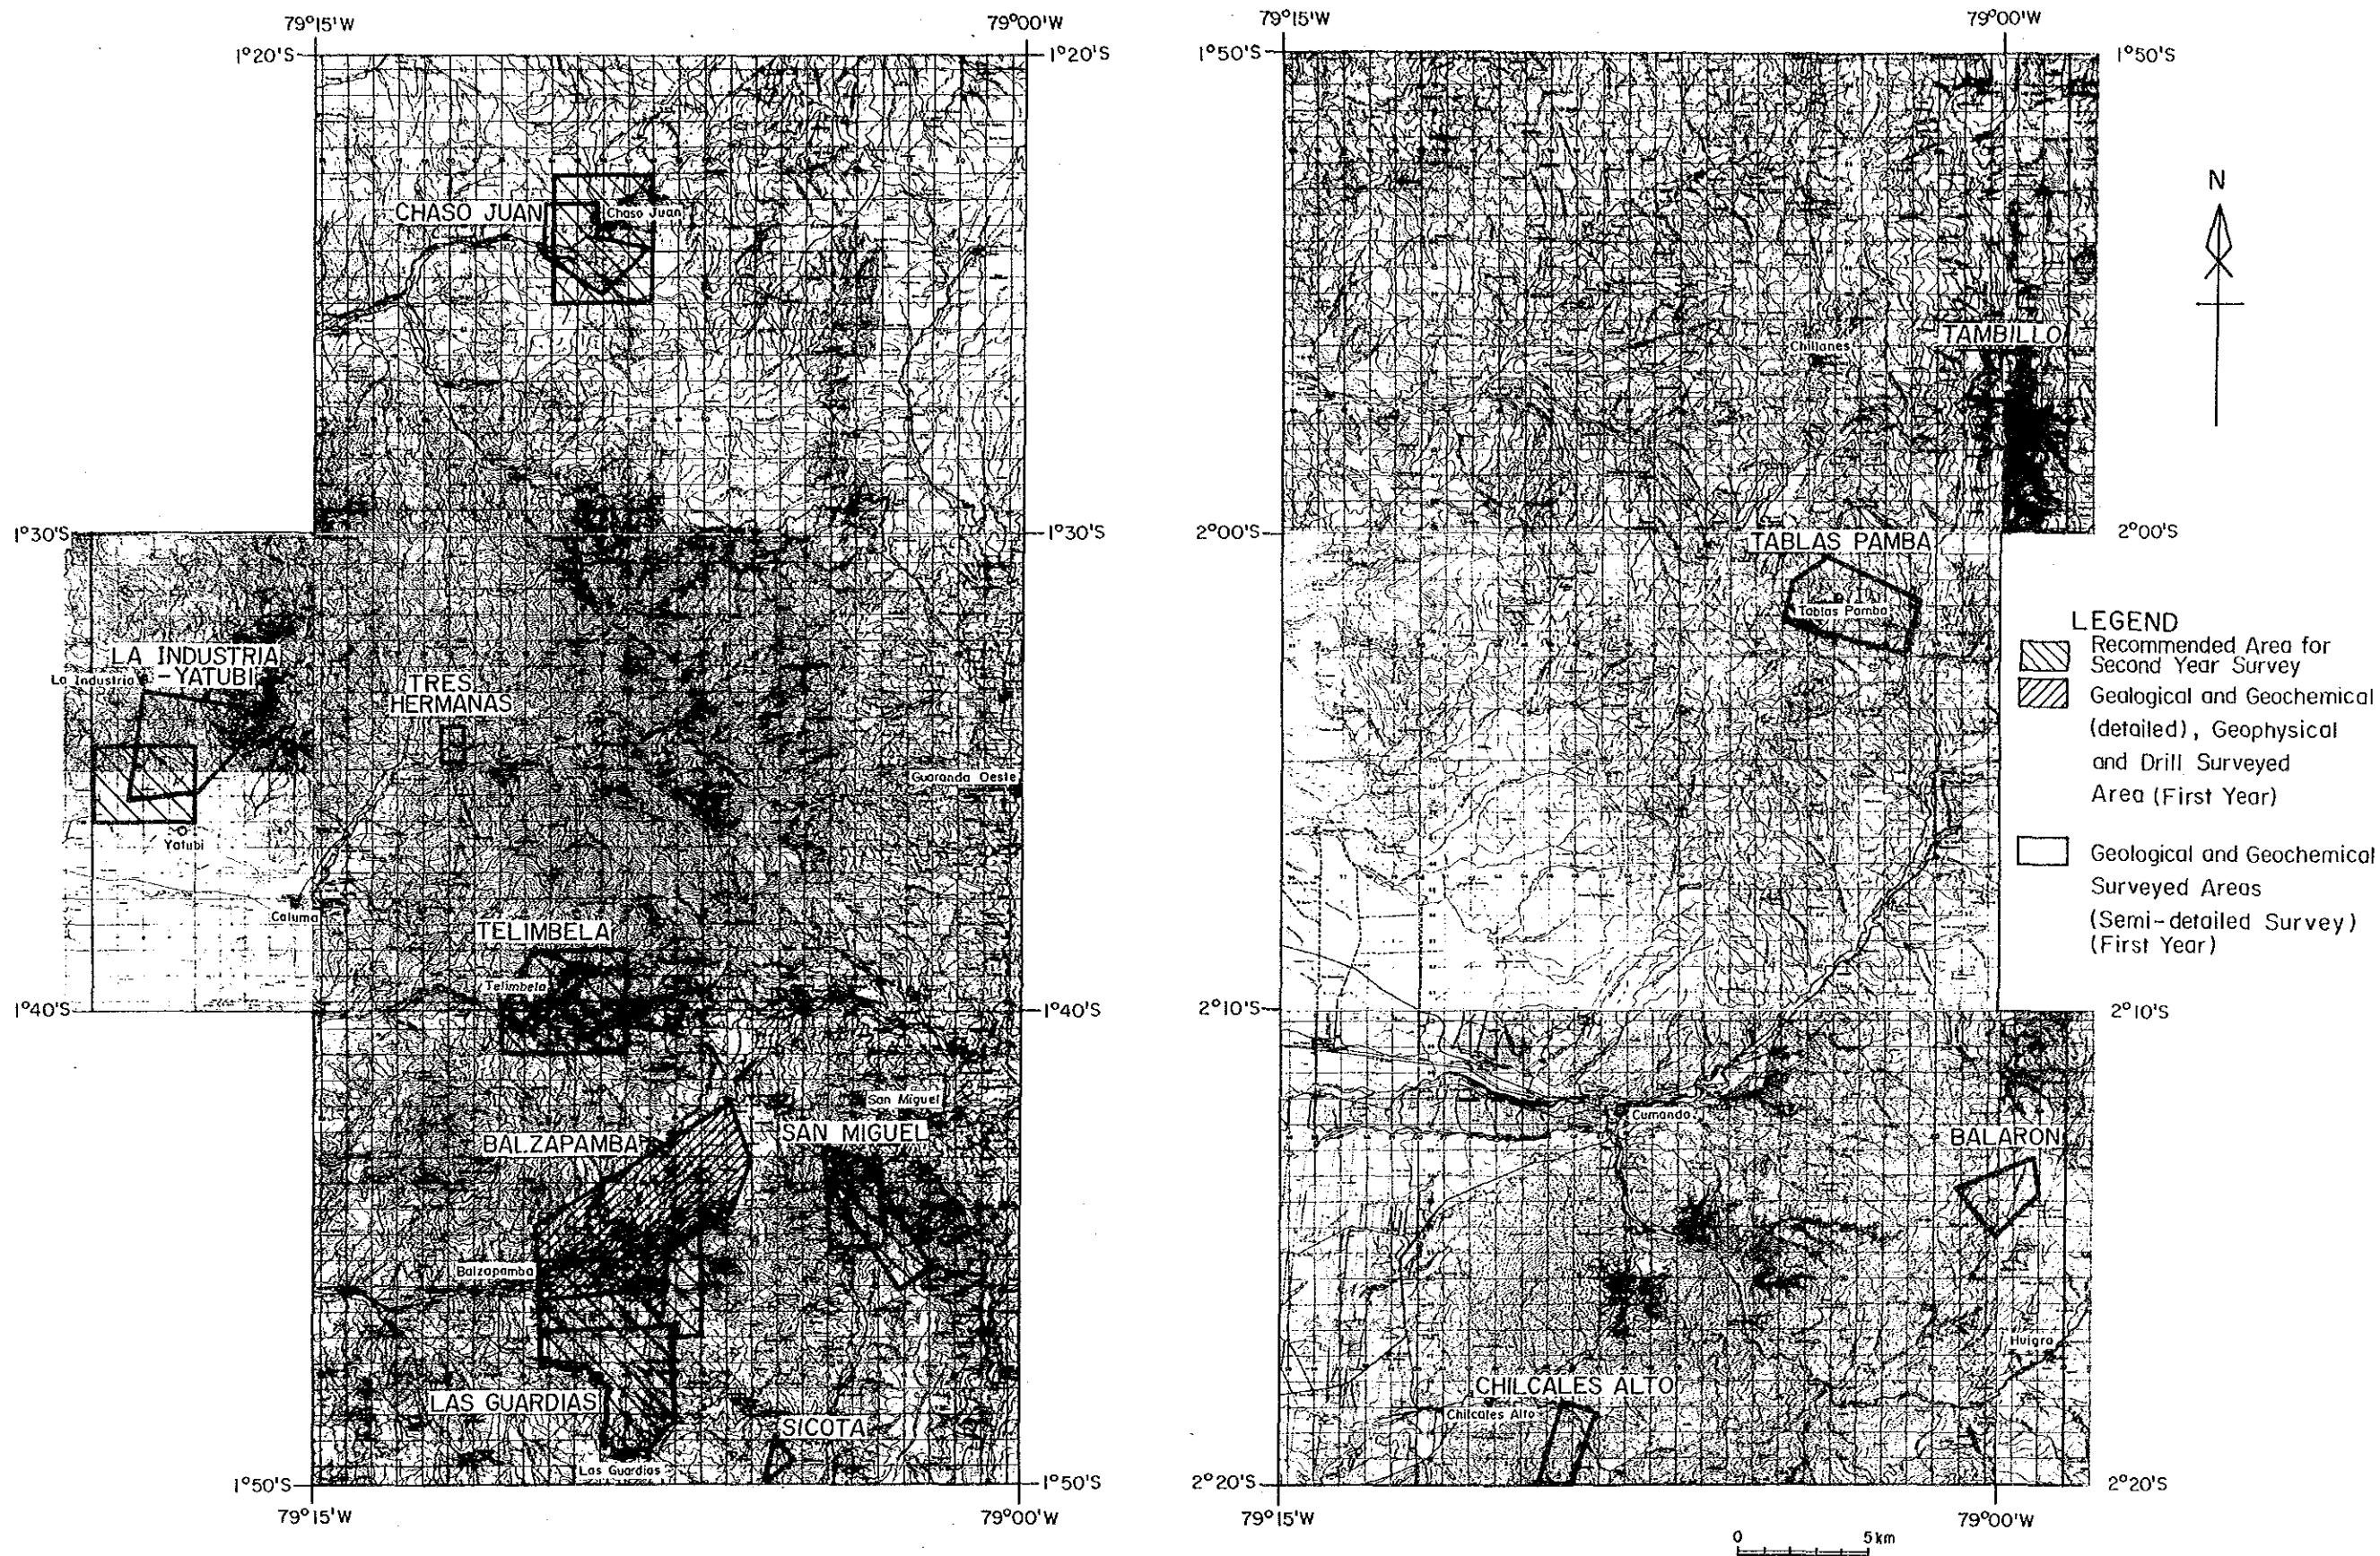 79°15'W
79°00'W
1°20'S
1°20'S
CHASO JUAN
Chaso Juan
1°30'S
1°30'S
LA INDUSTRIA
-YATUBI
La Industria
TRES
HERMANAS
Guaranda Oeste
Yatubi
Caluma
TELIMBELA
Telimbela
1°40'S
1°40'S
San Miguel
BALZAPAMBA
SAN MIGUEL
Balzapamba
LAS GUARDIAS
SICOTA
Las Guardias
1°50'S
1°50'S
79°15'W
79°00'W
79°15'W
79°00'W
1°50'S
1°50'S
N
Chillanes
TAMBILLO
2°00'S
TABLAS PAMBA
Tablas Pamba
2°10'S
2°10'S
Cumanda
BALARON
Huigra
CHILCALES ALTO
Chilcales Alto
2°20'S
2°20'S
79°15'W
79°00'W
0 5km
2°00'S
LEGEND
Recommended Area for
Second Year Survey
Geological and Geochemical
(detailed), Geophysical
and Drill Surveyed
Area (First Year)
Geological and Geochemical
Surveyed Areas
(Semi-detailed Survey)
(First Year)